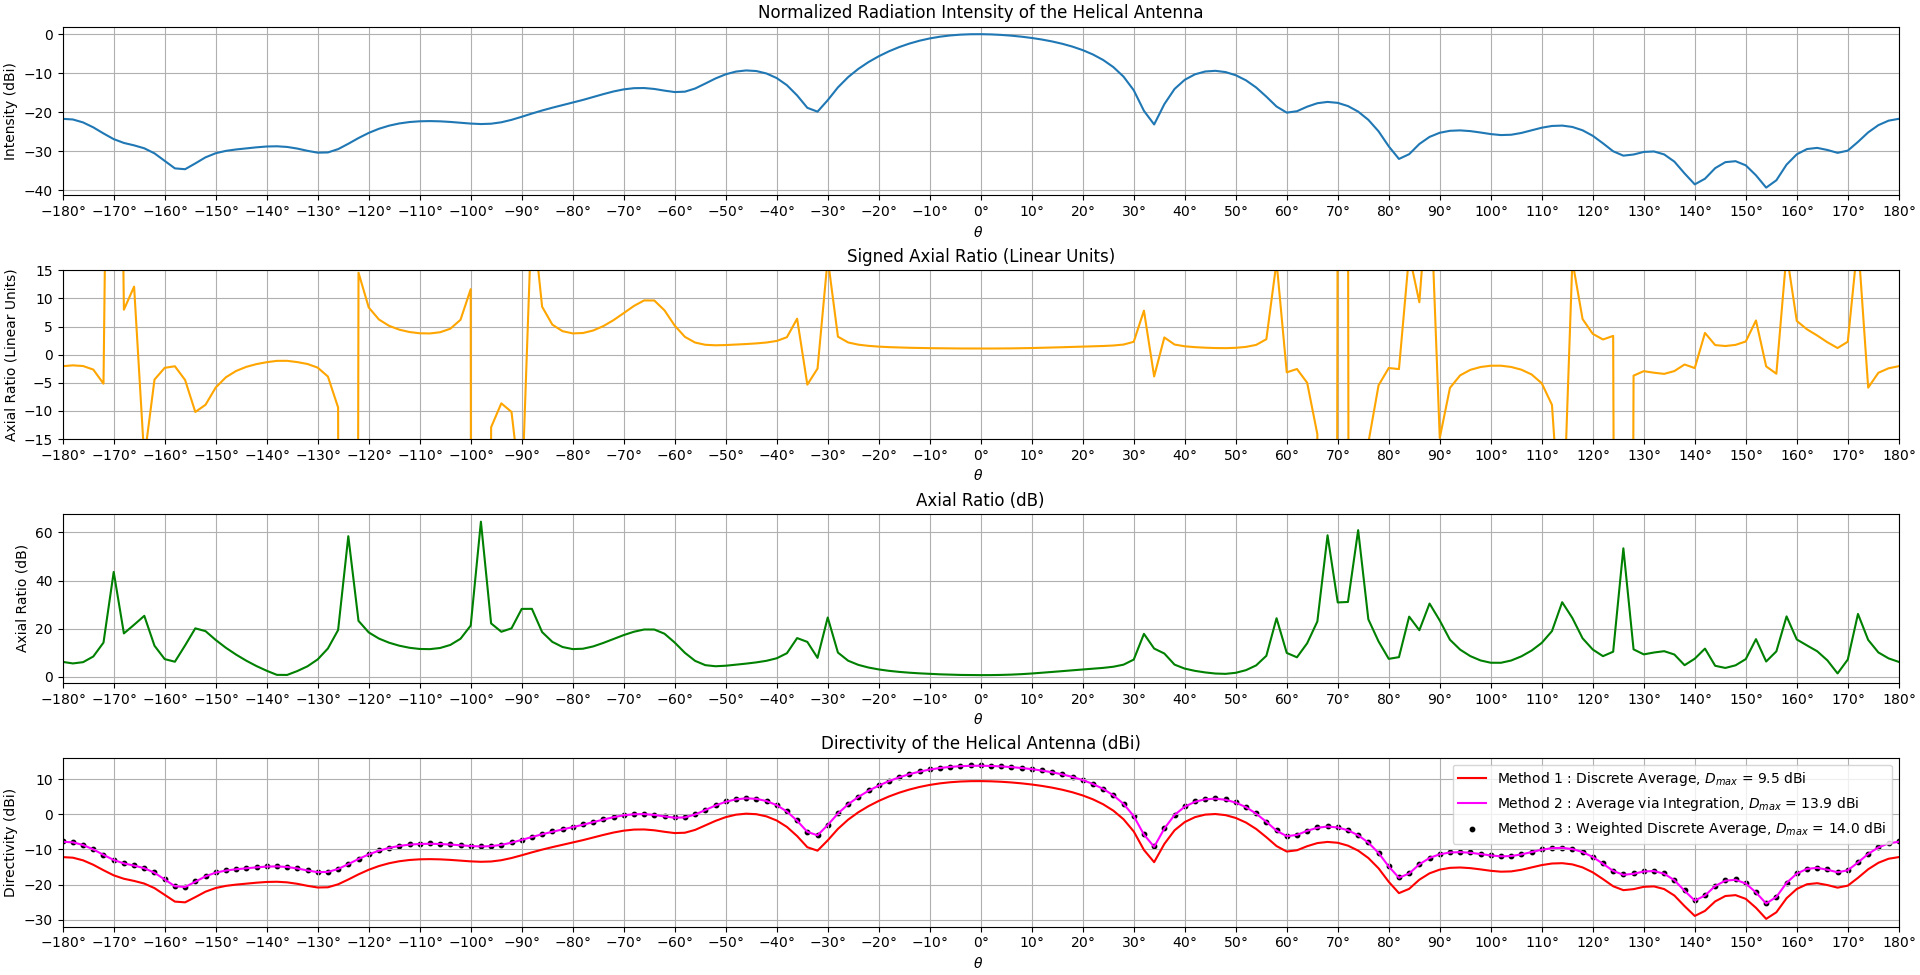 Normalized Radiation Intensity of the Helical Antenna
Intensity (dBi)
0
−10
−20
−30
−40
−180° −170° −160° −150° −140° −130° −120° −110° −100° −90° −80° −70° −60° −50° −40° −30° −20° −10° 0° 10° 20° 30° 40° 50° 60° 70° 80° 90° 100° 110° 120° 130° 140° 150° 160° 170° 180°
θ
Signed Axial Ratio (Linear Units)
Axial Ratio (Linear Units)
15
10
5
0
−5
−10
−15
−180° −170° −160° −150° −140° −130° −120° −110° −100° −90° −80° −70° −60° −50° −40° −30° −20° −10° 0° 10° 20° 30° 40° 50° 60° 70° 80° 90° 100° 110° 120° 130° 140° 150° 160° 170° 180°
θ
Axial Ratio (dB)
Axial Ratio (dB)
60
40
20
0
−180° −170° −160° −150° −140° −130° −120° −110° −100° −90° −80° −70° −60° −50° −40° −30° −20° −10° 0° 10° 20° 30° 40° 50° 60° 70° 80° 90° 100° 110° 120° 130° 140° 150° 160° 170° 180°
θ
Directivity of the Helical Antenna (dBi)
Directivity (dBi)
10
0
−10
−20
−30
Method 1 : Discrete Average, Dmax = 9.5 dBi
Method 2 : Average via Integration, Dmax = 13.9 dBi
Method 3 : Weighted Discrete Average, Dmax = 14.0 dBi
−180° −170° −160° −150° −140° −130° −120° −110° −100° −90° −80° −70° −60° −50° −40° −30° −20° −10° 0° 10° 20° 30° 40° 50° 60° 70° 80° 90° 100° 110° 120° 130° 140° 150° 160° 170° 180°
θ